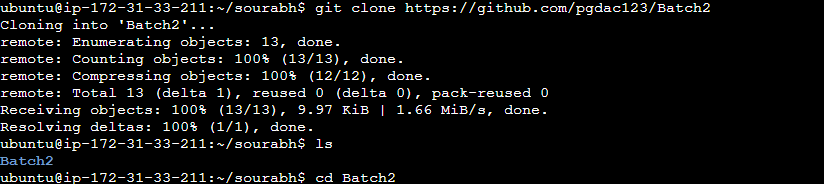 ubuntu@ip-172-31-33-211:~/sourabh$ git clone https://github.com/pgdac123/Batch2
Cloning into 'Batch2'...
remote: Enumerating objects: 13, done.
remote: Counting objects: 100% (13/13), done.
remote: Compressing objects: 100% (12/12), done.
remote: Total 13 (delta 1), reused 0 (delta 0), pack-reused 0
Receiving objects: 100% (13/13), 9.97 KiB | 1.66 MiB/s, done.
Resolving deltas: 100% (1/1), done.
ubuntu@ip-172-31-33-211:~/sourabh$ ls
Batch2
ubuntu@ip-172-31-33-211:~/sourabh$ cd Batch2